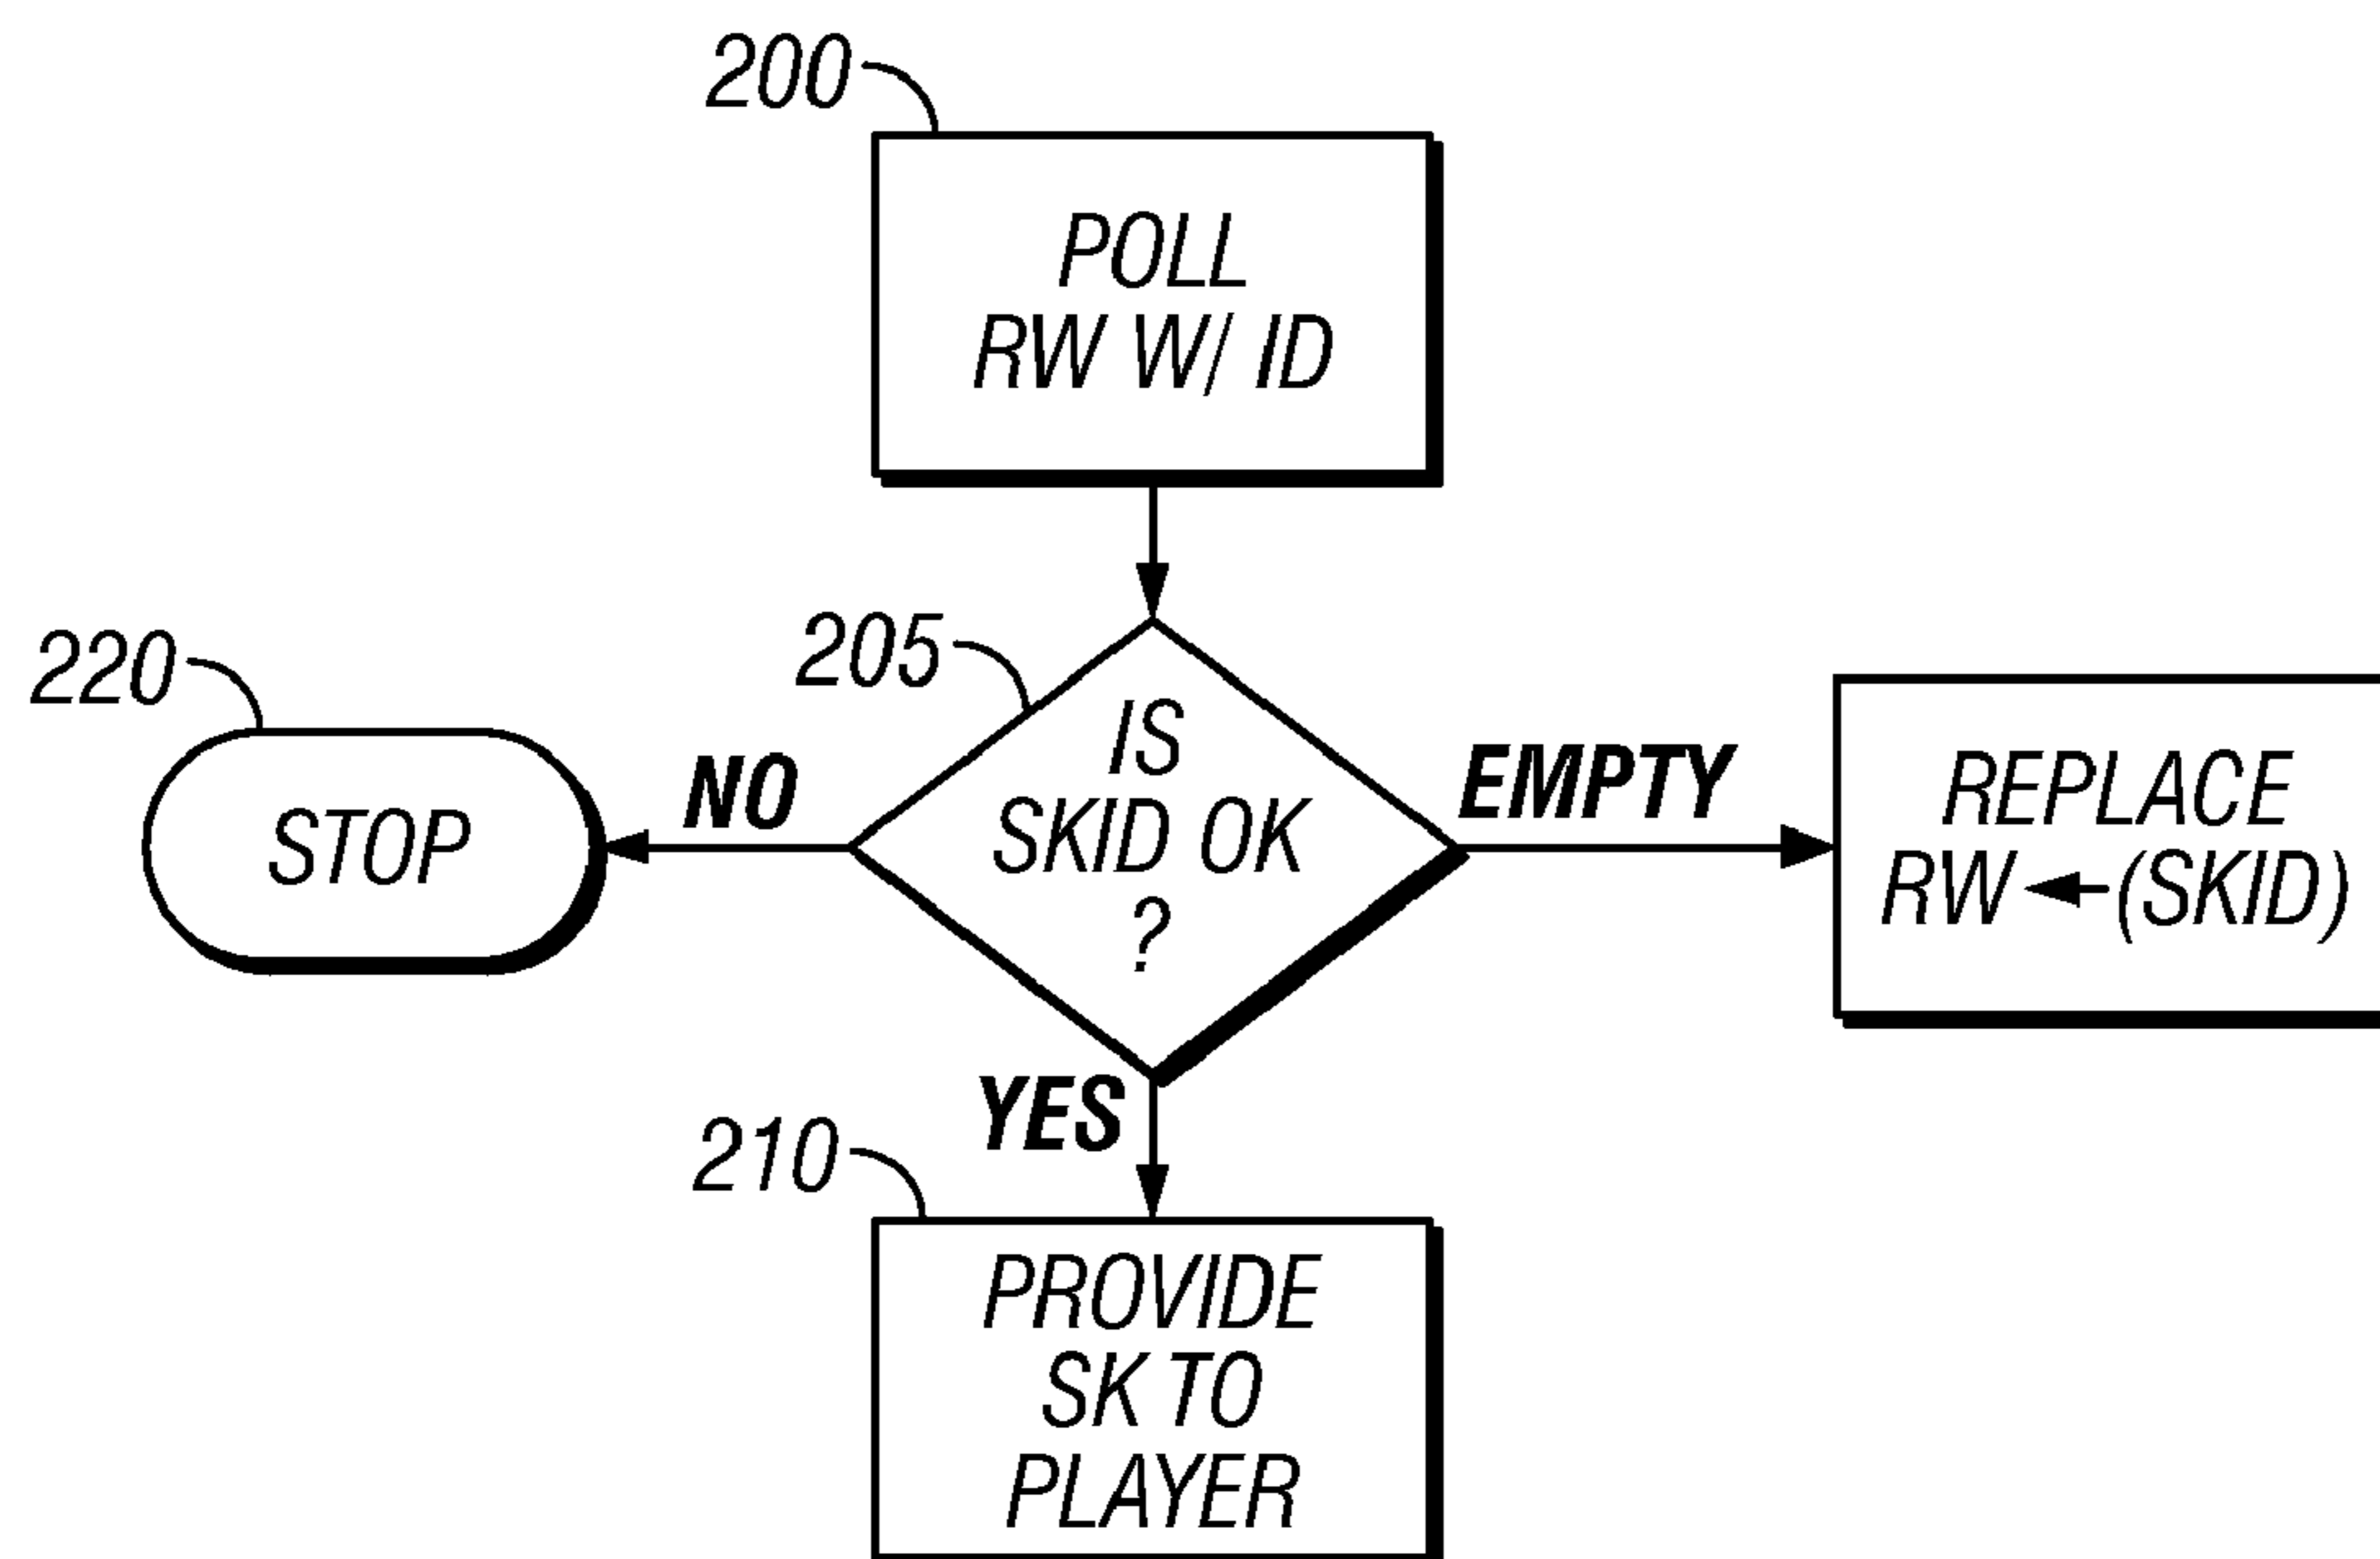 200
POLL
RW W/ ID
205
IS
SKID OK
?
220
STOP
NO
EMPTY
REPLACE
RW ←(SKID)
YES
210
PROVIDE
SK TO
PLAYER